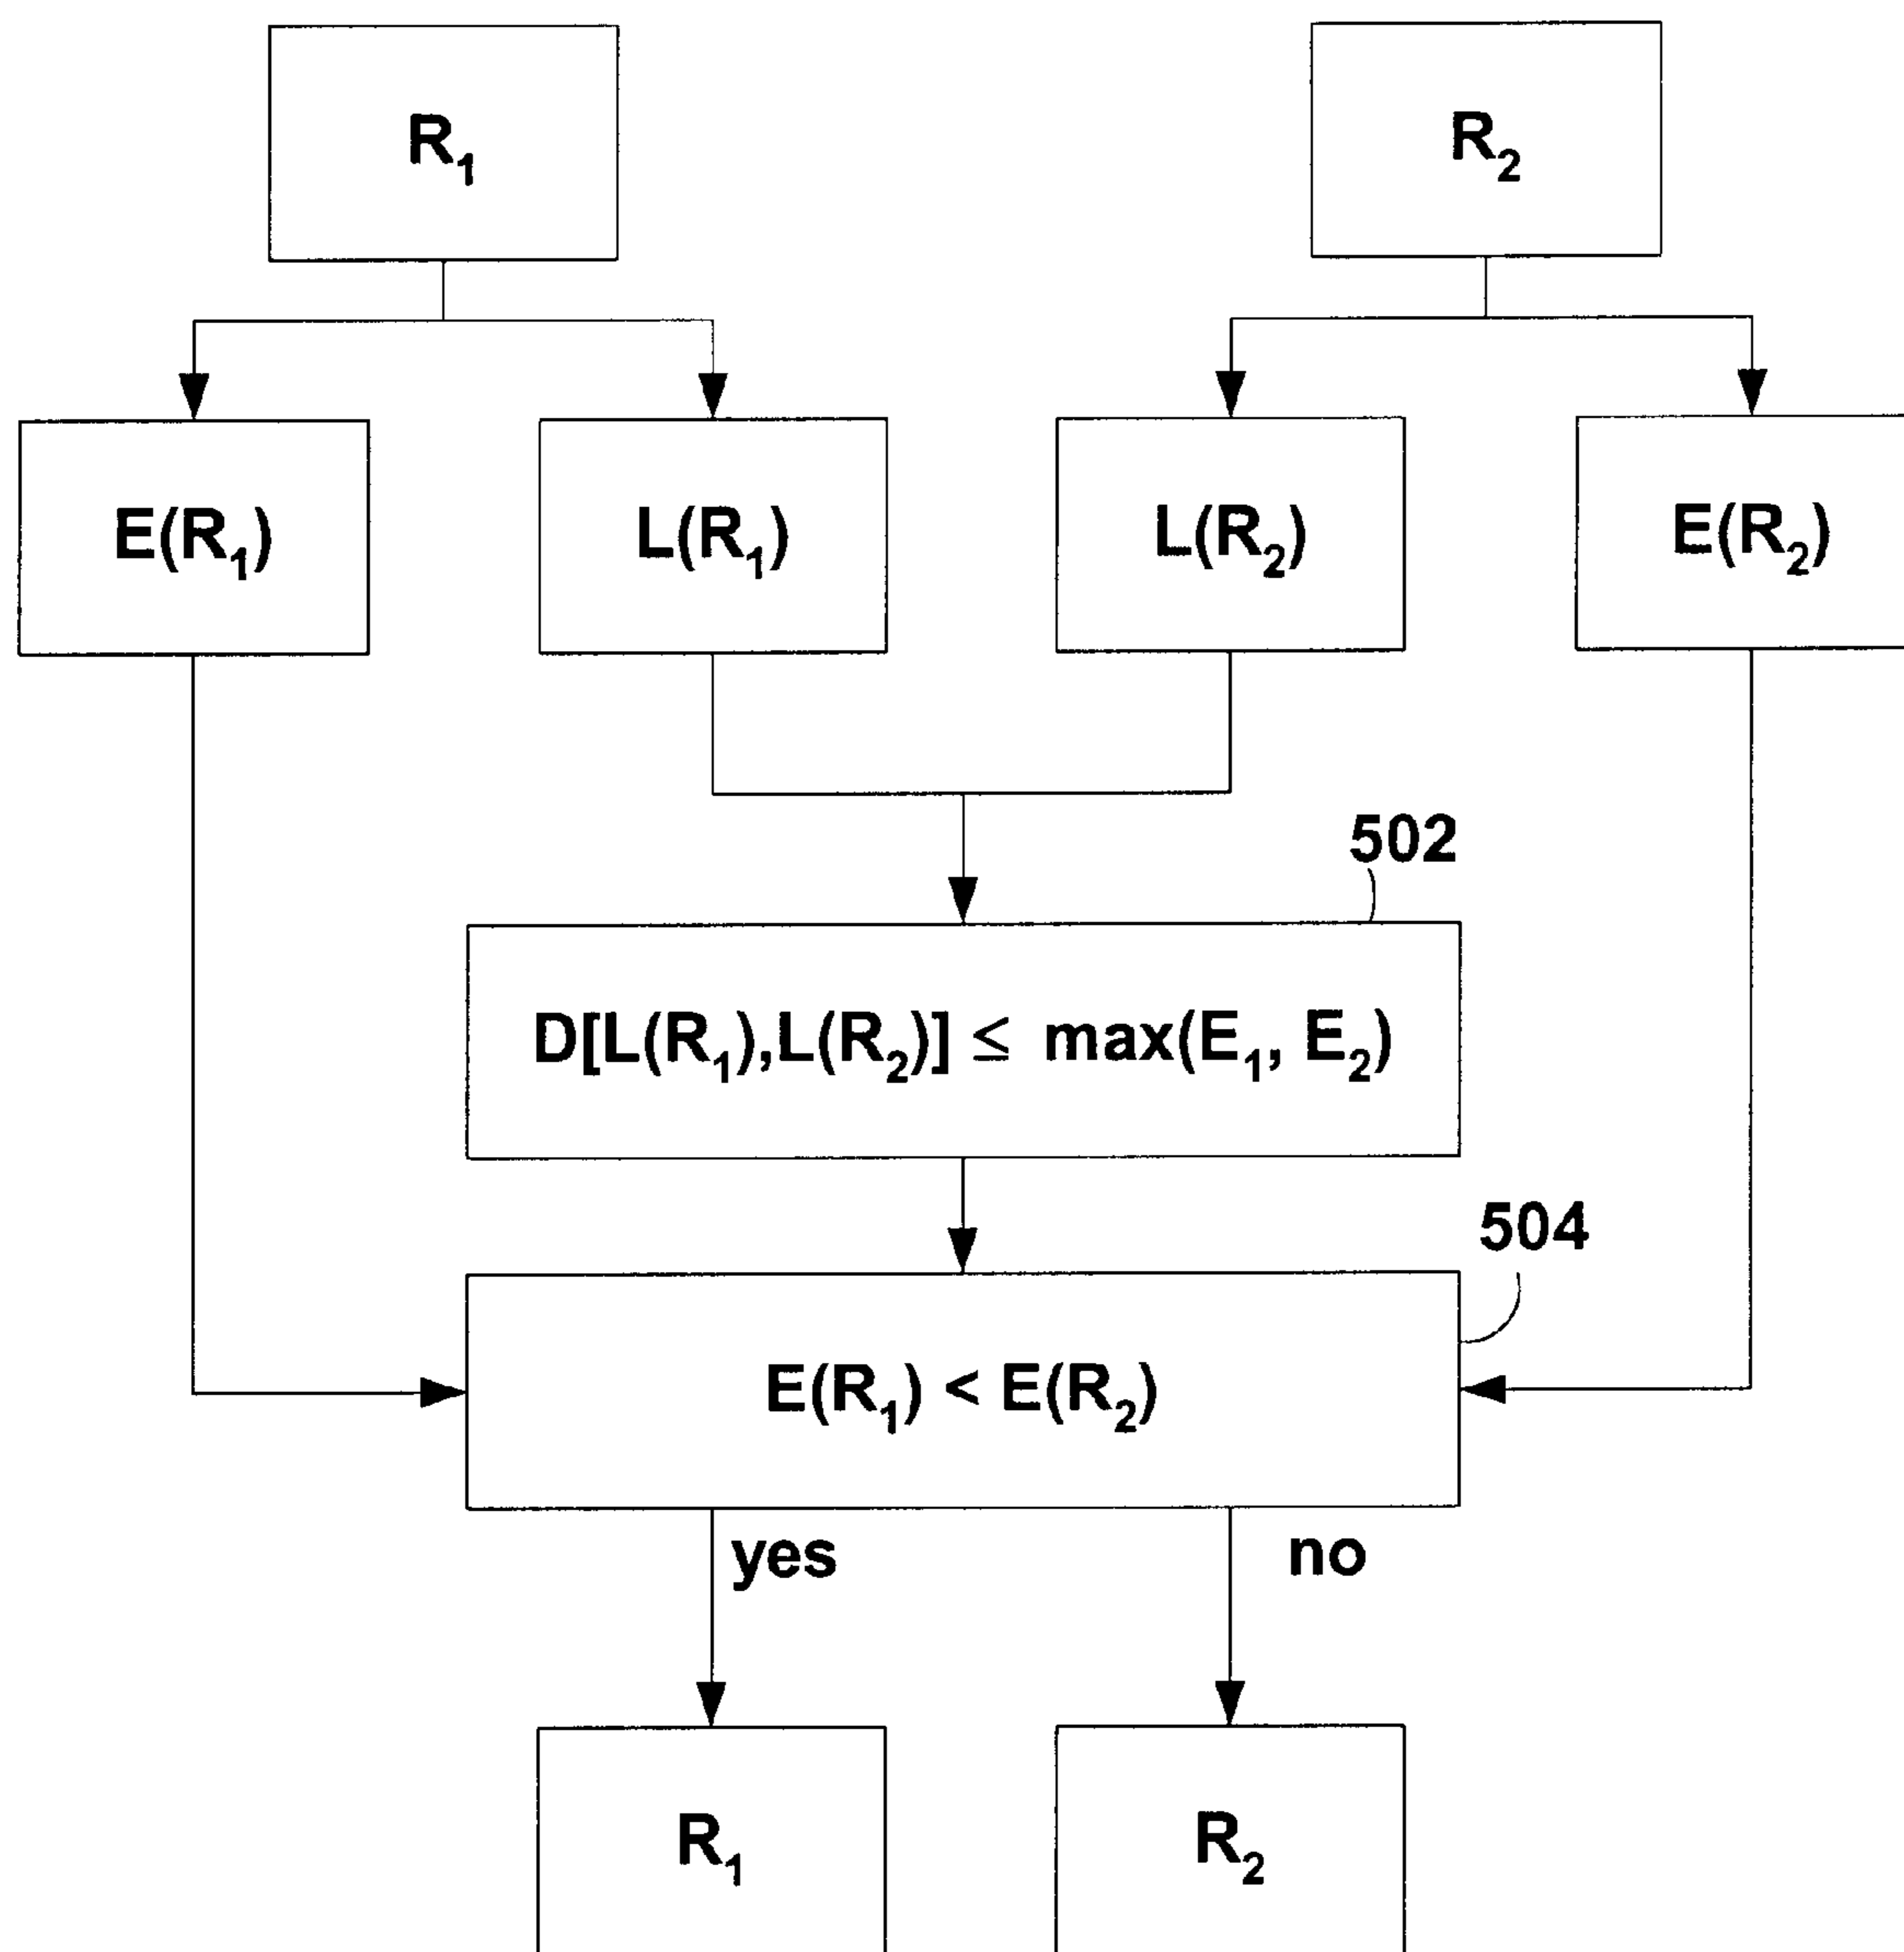 R₁
R₂
E(R₁)
L(R₁)
L(R₂)
E(R₂)
502
D[L(R₁),L(R₂)] ≤ max(E₁, E₂)
504
E(R₁) < E(R₂)
yes
no
R₁
R₂